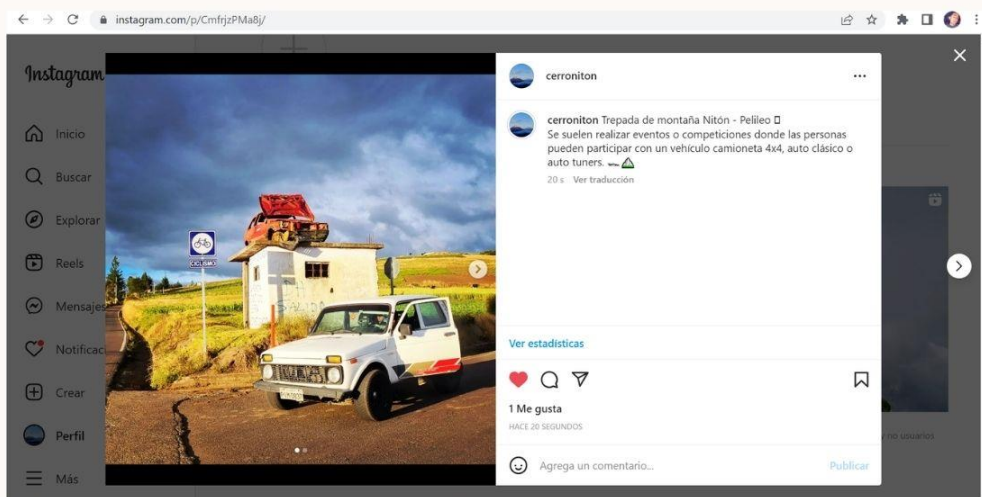 instagram.com/p/CmfrjzPMa8j/
Instagram
Inicio
Buscar
Explorar
Reels
Mensajes
Notificac
Crear
Perfil
Más
CICLISMO
cerroniton
cerroniton Trepada de montaña Nitón - Pelileo
Se suelen realizar eventos o competiciones donde las personas
pueden participar con un vehículo camioneta 4x4, auto clásico o
auto tuners.
20 s Ver traducción
Ver estadísticas
1 Me gusta
HACE 20 SEGUNDOS
Agrega un comentario...
Publicar
y no usuarios